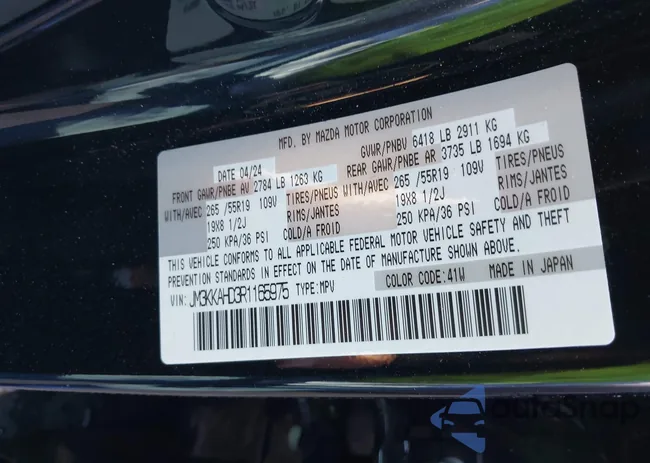 MFD. BY MAZDA MOTOR CORPORATION
DATE 04/24 GVWR/PNBV 6418 LB 2911 KG
FRONT GAWR/PNBE AV 2784 LB 1263 KG REAR GAWR/PNBE AR 3735 LB 1694 KG
WITH/AVEC 265 /55R19 109V TIRES/PNEUS WITH/AVEC 265 /55R19 109V TIRES/PNEUS
19X8 1/2J RIMS/JANTES 19X8 1/2J RIMS/JANTES
250 KPA/36 PSI COLD/A FROID 250 KPA/36 PSI COLD/A FROID
THIS VEHICLE CONFORMS TO ALL APPLICABLE FEDERAL MOTOR VEHICLE SAFETY AND THEFT
PREVENTION STANDARDS IN EFFECT ON THE DATE OF MANUFACTURE SHOWN ABOVE.
VIN: JM3KKAHD3R1165975 TYPE:MPV COLOR CODE:41W MADE IN JAPAN
autoSnap